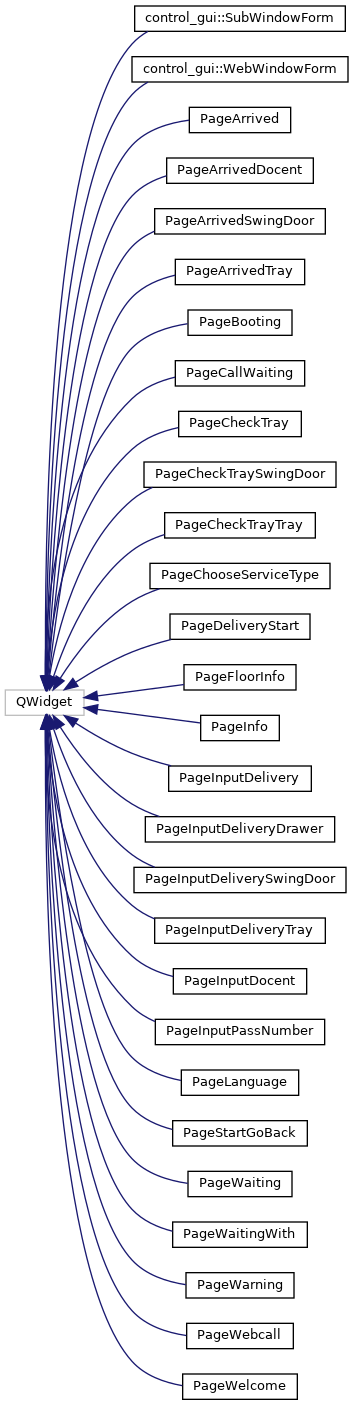 control_gui::SubWindowForm
control_gui::WebWindowForm
PageArrived
PageArrivedDocent
PageArrivedSwingDoor
PageArrivedTray
PageBooting
PageCallWaiting
PageCheckTray
PageCheckTraySwingDoor
PageCheckTrayTray
PageChooseServiceType
PageDeliveryStart
PageFloorInfo
QWidget
PageInfo
PageInputDelivery
PageInputDeliveryDrawer
PageInputDeliverySwingDoor
PageInputDeliveryTray
PageInputDocent
PageInputPassNumber
PageLanguage
PageStartGoBack
PageWaiting
PageWaitingWith
PageWarning
PageWebcall
PageWelcome